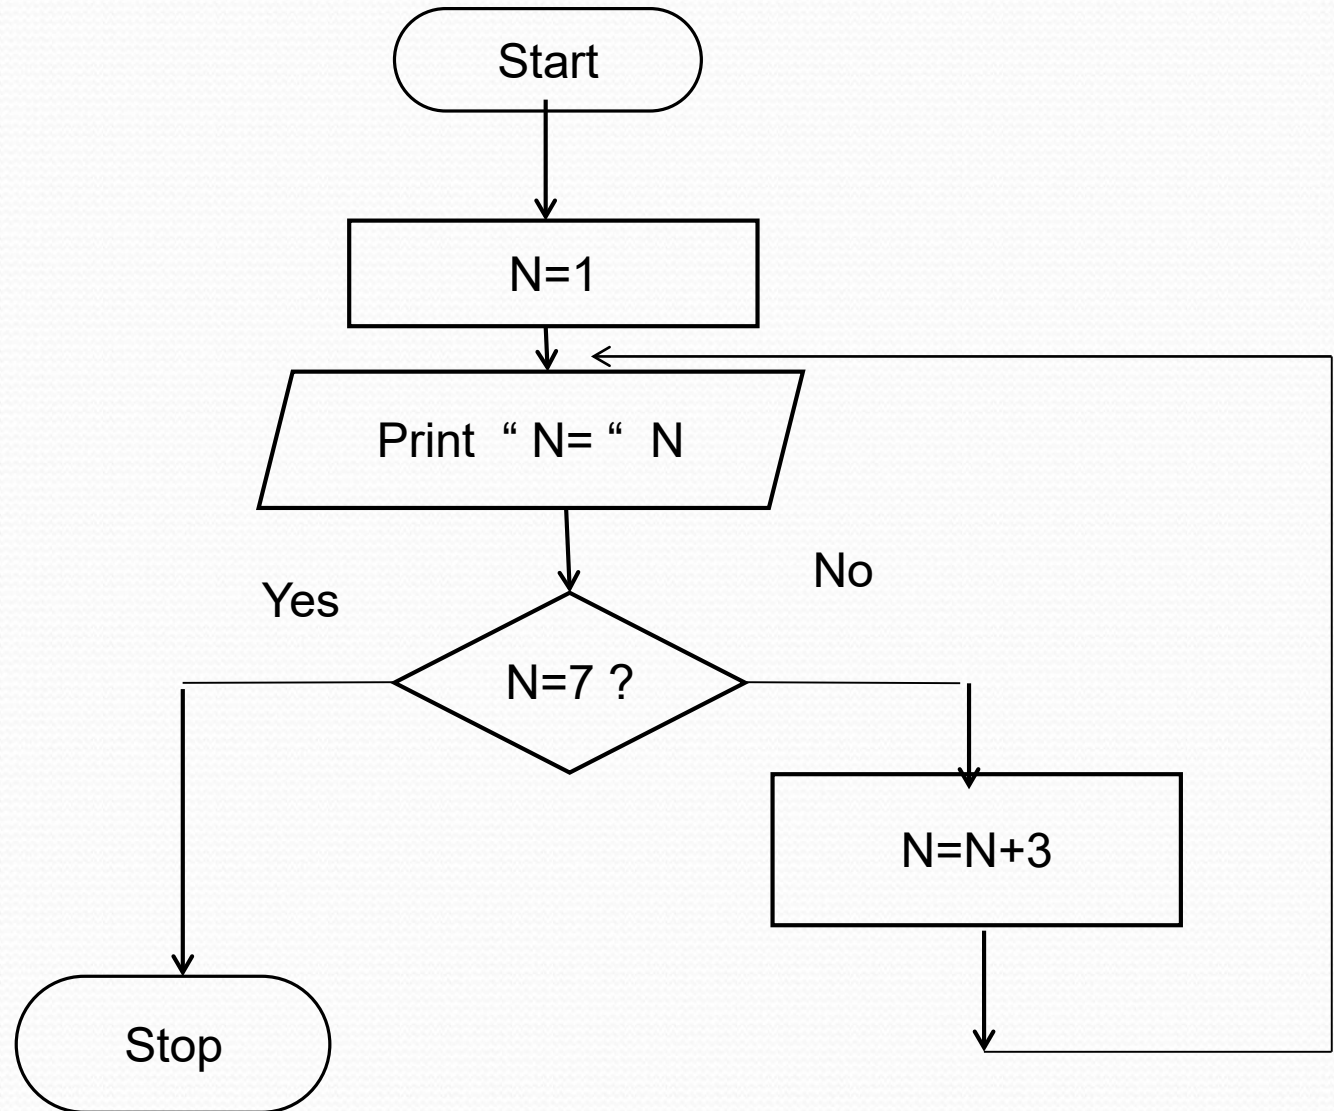 Start
N=1
Print “ N= “ N
No
Yes
N=7 ?
N=N+3
Stop